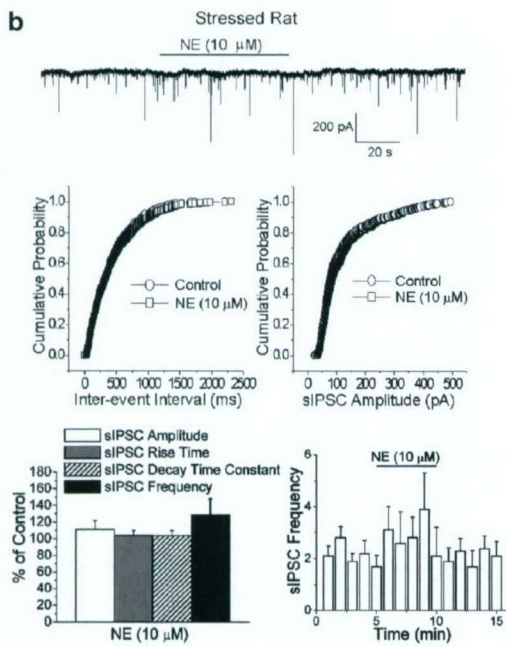 b
Stressed Rat
NE (10 μM)
200 pA
20 s
Cumulative Probability
1.0
0.8
0.6
0.4
0.2
0.0
Control
NE (10 μM)
0 500 1000 1500 2000 2500
Inter-event Interval (ms)
Cumulative Probability
1.0
0.8
0.6
0.4
0.2
0.0
Control
NE (10 μM)
0 100 200 300 400 500
sIPSC Amplitude (pA)
sIPSC Amplitude
sIPSC Rise Time
sIPSC Decay Time Constant
sIPSC Frequency
% of Control
180
160
140
120
100
80
60
40
20
0
NE (10 μM)
NE (10 μM)
sIPSC Frequency
6
4
2
0
0 5 10 15
Time (min)